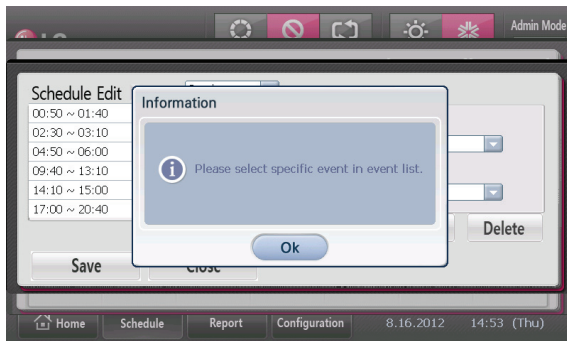 Admin Mode
Schedule Edit
Information
00:50 ~ 01:40
02:30 ~ 03:10
04:50 ~ 06:00
09:40 ~ 13:10
14:10 ~ 15:00
17:00 ~ 20:40
Please select specific event in event list.
Ok
Delete
Save
Close
Home
Schedule
Report
Configuration
8.16.2012
14:53 (Thu)